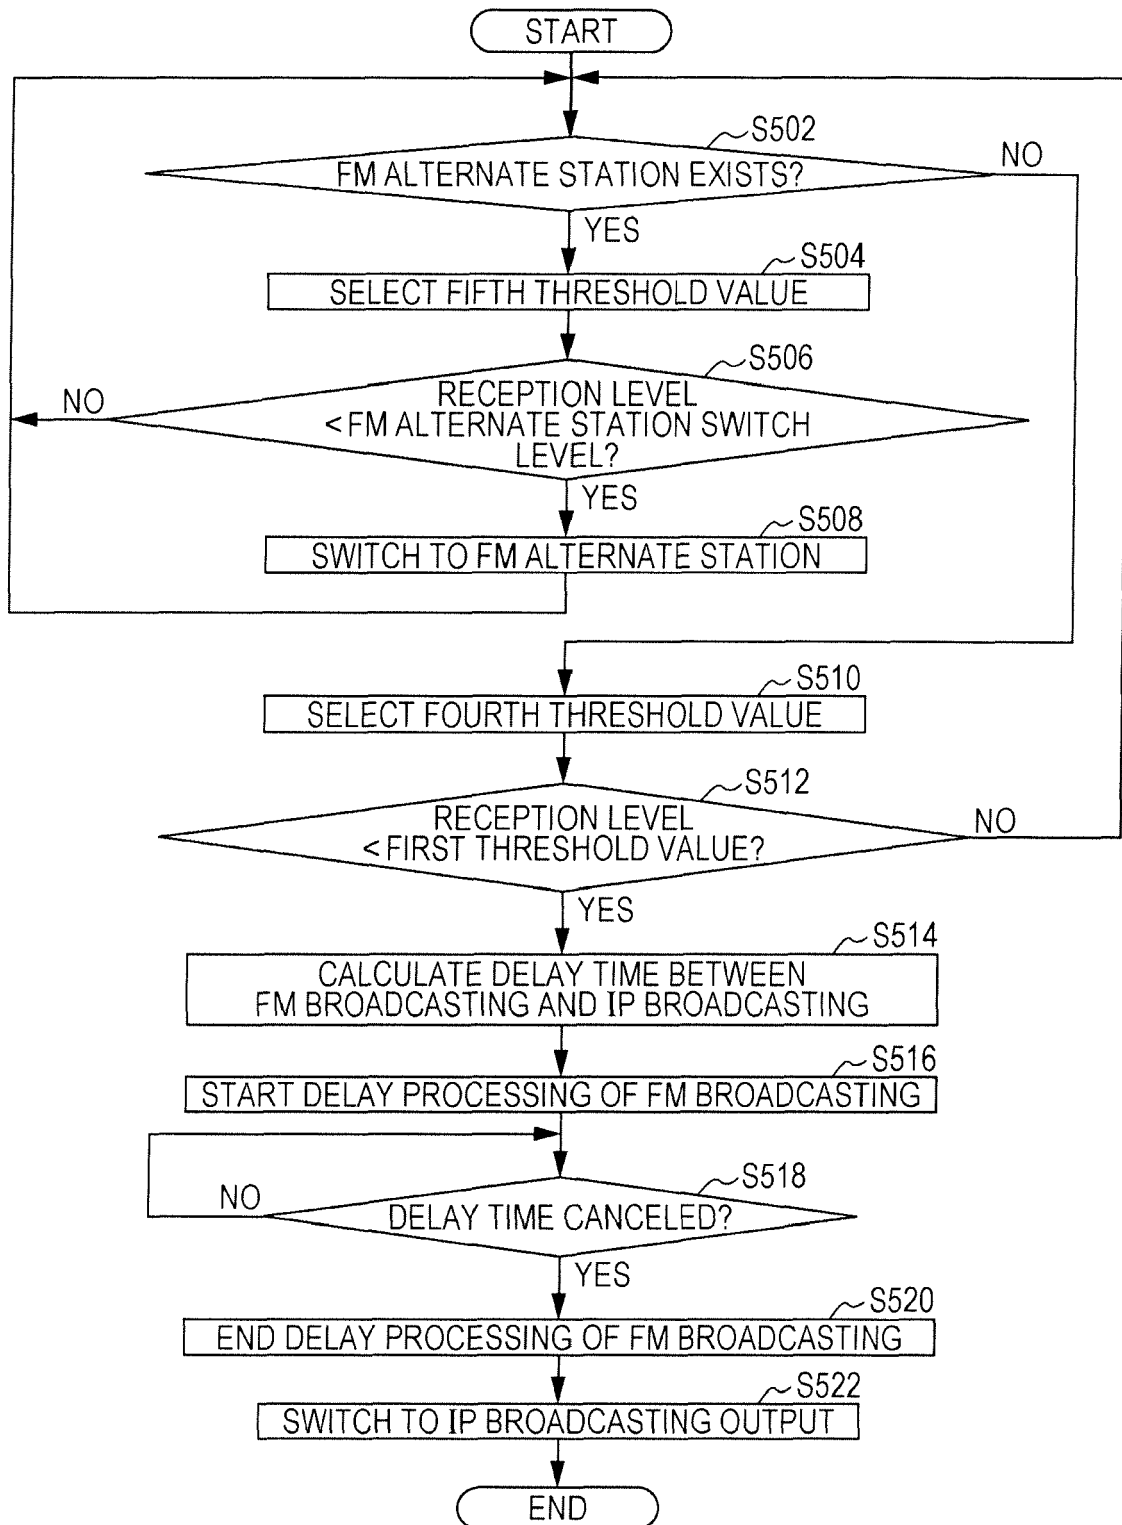 START
S502
FM ALTERNATE STATION EXISTS?
NO
YES
S504
SELECT FIFTH THRESHOLD VALUE
S506
RECEPTION LEVEL
< FM ALTERNATE STATION SWITCH
LEVEL?
NO
YES
S508
SWITCH TO FM ALTERNATE STATION
S510
SELECT FOURTH THRESHOLD VALUE
S512
RECEPTION LEVEL
< FIRST THRESHOLD VALUE?
NO
YES
S514
CALCULATE DELAY TIME BETWEEN
FM BROADCASTING AND IP BROADCASTING
S516
START DELAY PROCESSING OF FM BROADCASTING
S518
DELAY TIME CANCELED?
NO
YES
S520
END DELAY PROCESSING OF FM BROADCASTING
S522
SWITCH TO IP BROADCASTING OUTPUT
END